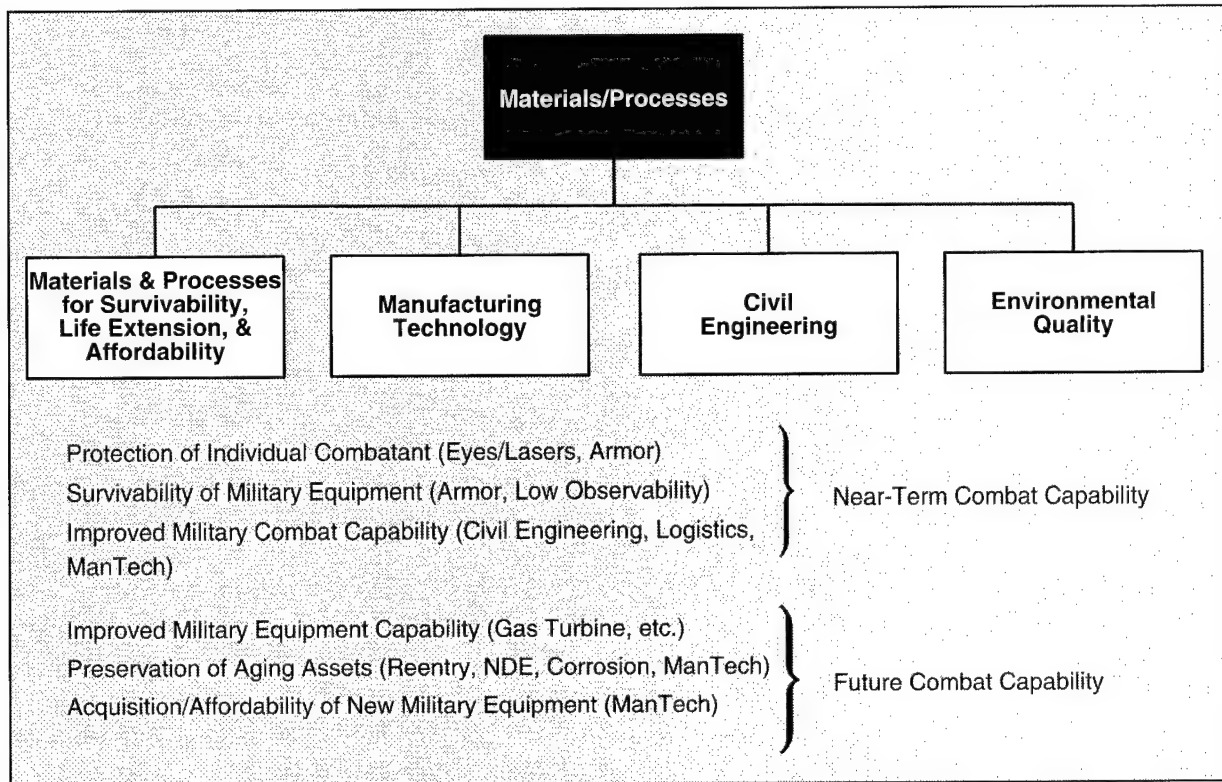 Materials/Processes
Materials & Processes
for Survivability,
Life Extension, &
Affordability
Manufacturing
Technology
Civil
Engineering
Environmental
Quality
Protection of Individual Combatant (Eyes/Lasers, Armor)
Survivability of Military Equipment (Armor, Low Observability)
Improved Military Combat Capability (Civil Engineering, Logistics,
ManTech)
Near-Term Combat Capability
Improved Military Equipment Capability (Gas Turbine, etc.)
Preservation of Aging Assets (Reentry, NDE, Corrosion, ManTech)
Acquisition/Affordability of New Military Equipment (ManTech)
Future Combat Capability